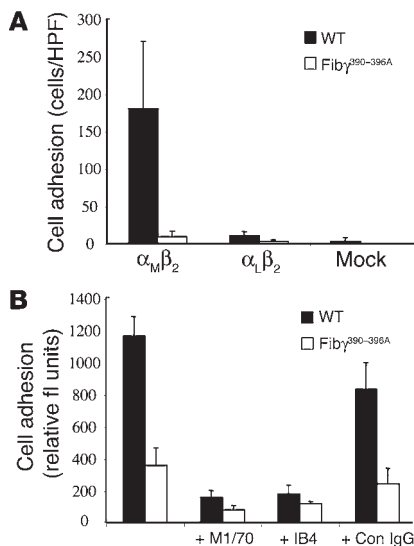 A
Cell adhesion (cells/HPF)
300
250
200
150
100
50
0
WT
Fibγ³⁹⁰⁻³⁹⁶ᴬ
αMβ2
αLβ2
Mock
B
Cell adhesion
(relative fl units)
1400
1200
1000
800
600
400
200
0
WT
Fibγ³⁹⁰⁻³⁹⁶ᴬ
+ M1/70
+ IB4
+ Con IgG